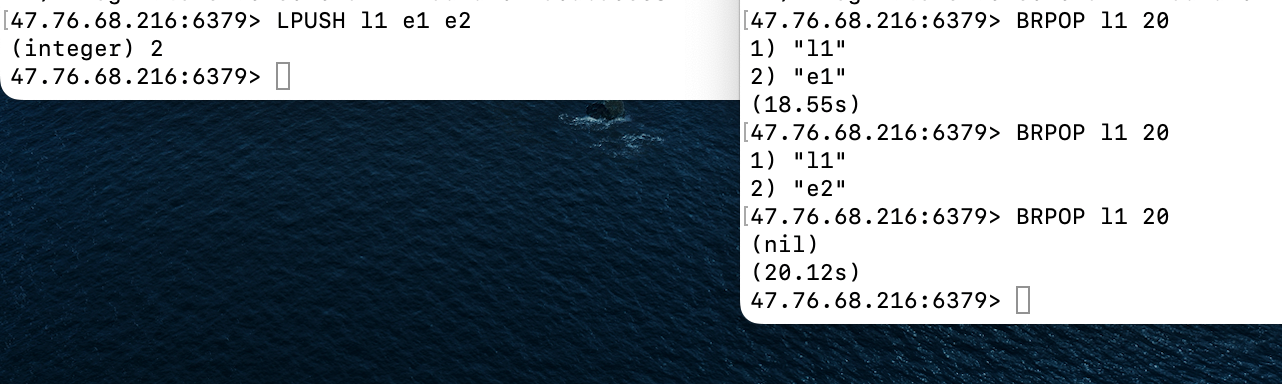 47.76.68.216:6379> LPUSH l1 e1 e2
(integer) 2
47.76.68.216:6379>
47.76.68.216:6379> BRPOP l1 20
1) "l1"
2) "e1"
(18.55s)
47.76.68.216:6379> BRPOP l1 20
1) "l1"
2) "e2"
47.76.68.216:6379> BRPOP l1 20
(nil)
(20.12s)
47.76.68.216:6379>